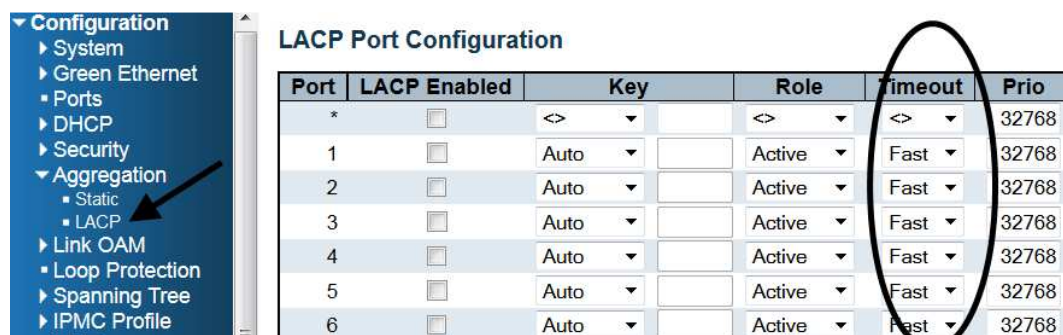 Configuration
System
Green Ethernet
Ports
DHCP
Security
Aggregation
Static
LACP
Link OAM
Loop Protection
Spanning Tree
IPMC Profile
LACP Port Configuration
Port LACP Enabled Key Role Timeout Prio
* <> <> <> 32768
1 Auto Active Fast 32768
2 Auto Active Fast 32768
3 Auto Active Fast 32768
4 Auto Active Fast 32768
5 Auto Active Fast 32768
6 Auto Active Fast 32768